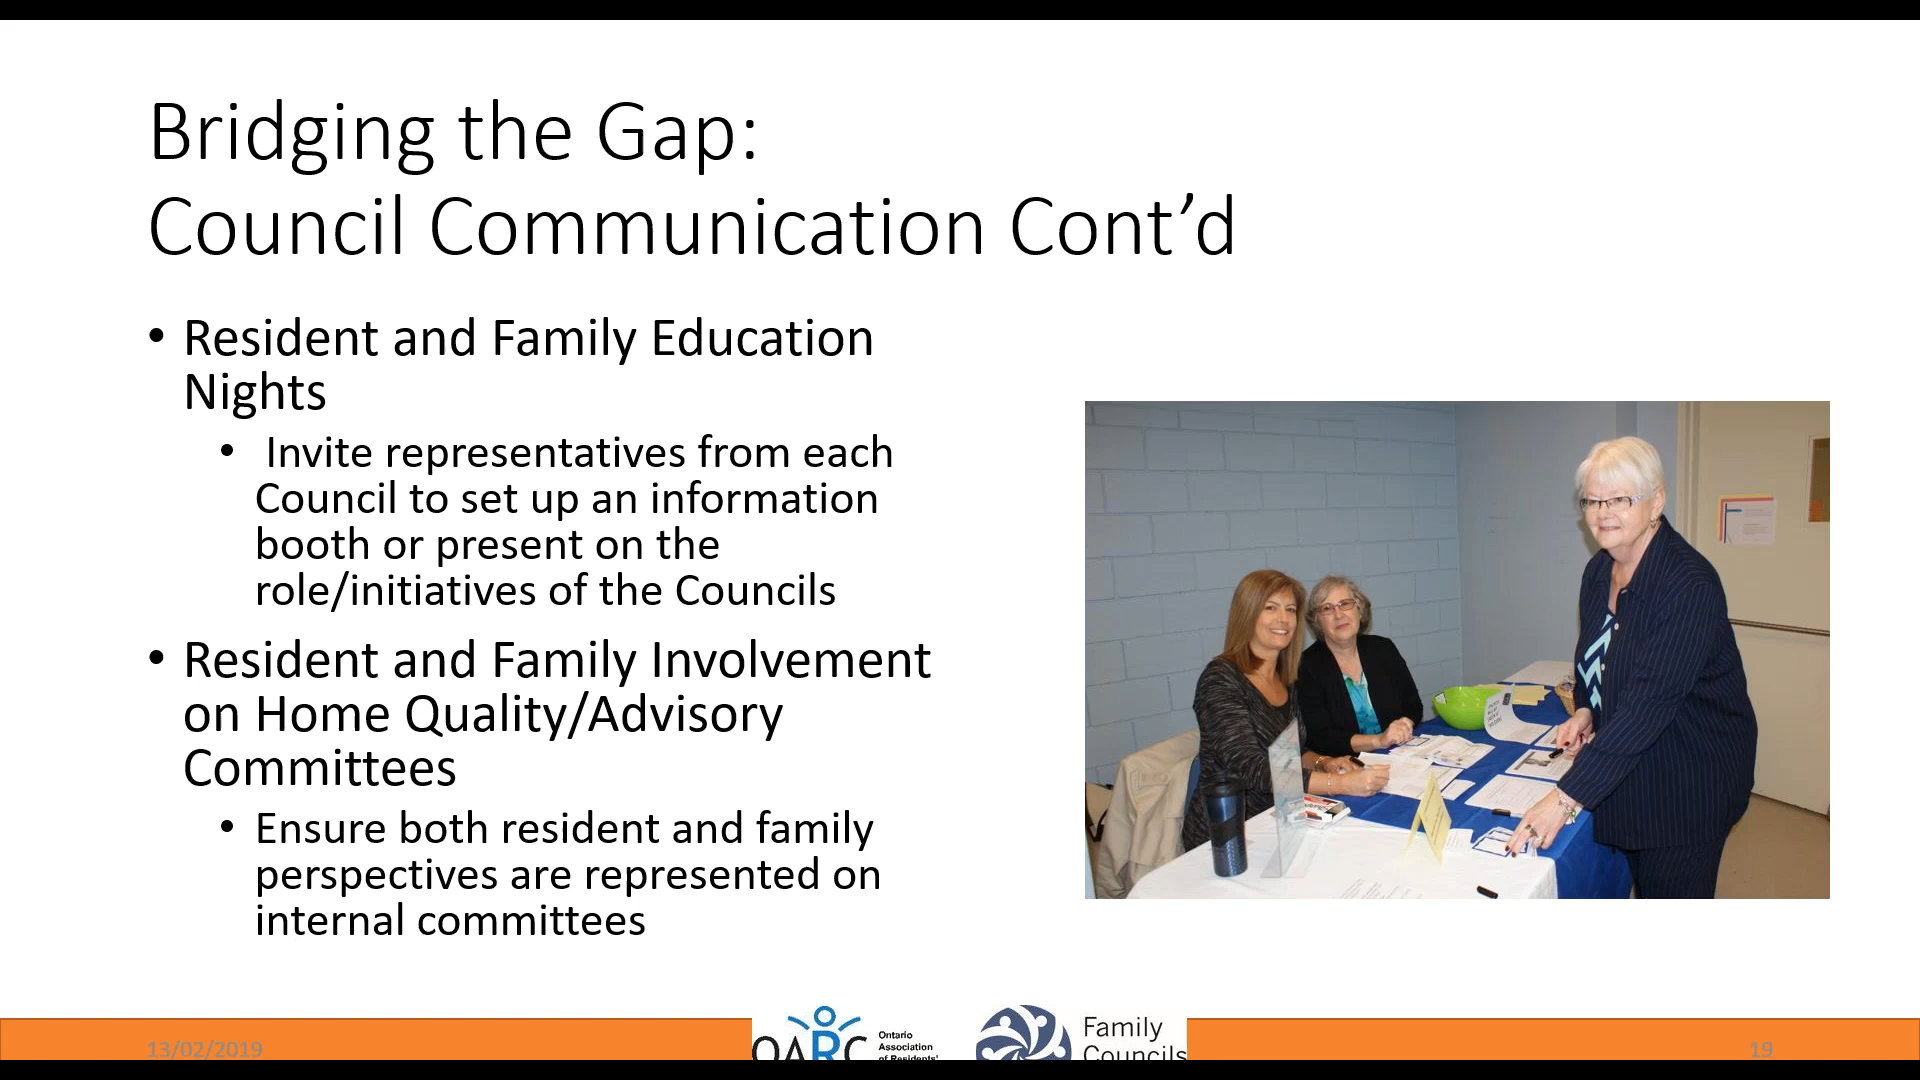 Bridging the Gap:
Council Communication Cont’d
• Resident and Family Education
Nights
• Invite representatives from each
Council to set up an information
booth or present on the
role/initiatives of the Councils
• Resident and Family Involvement
on Home Quality/Advisory
Committees
• Ensure both resident and family
perspectives are represented on
internal committees
13/02/2019
OARC
Ontario
Association
of Residents'
Family
Councils
19